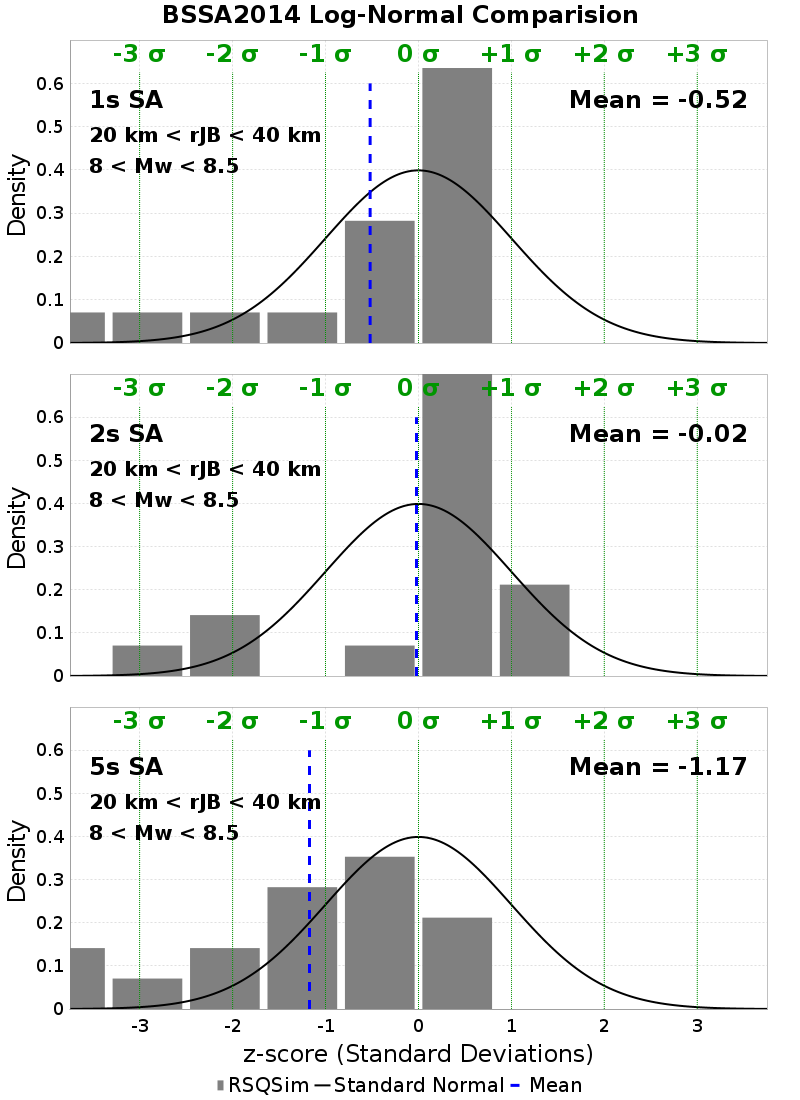 BSSA2014 Log-Normal Comparision
-3 σ -2 σ -1 σ 0 σ +1 σ +2 σ +3 σ
1s SA Mean = -0.52
20 km < rJB < 40 km
8 < Mw < 8.5
Density
0.6
0.5
0.4
0.3
0.2
0.1
0
-3 σ -2 σ -1 σ 0 σ +1 σ +2 σ +3 σ
2s SA Mean = -0.02
20 km < rJB < 40 km
8 < Mw < 8.5
Density
0.6
0.5
0.4
0.3
0.2
0.1
0
-3 σ -2 σ -1 σ 0 σ +1 σ +2 σ +3 σ
5s SA Mean = -1.17
20 km < rJB < 40 km
8 < Mw < 8.5
Density
0.6
0.5
0.4
0.3
0.2
0.1
0
-3 -2 -1 0 1 2 3
z-score (Standard Deviations)
RSQSim Standard Normal Mean